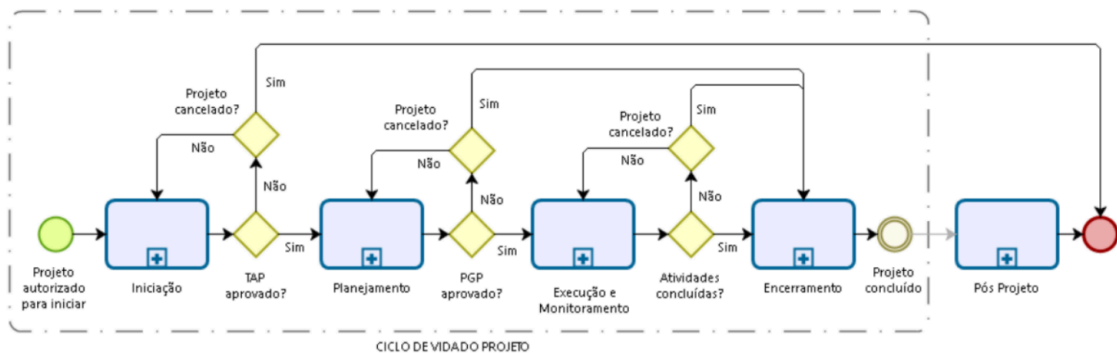 Projeto
cancelado?
Sim
Não
Não
Projeto
cancelado?
Sim
Não
Não
Projeto
cancelado?
Sim
Não
Não
Projeto
autorizado
para iniciar
Iniciação
TAP
aprovado?
Sim
Planejamento
PGP
aprovado?
Sim
Execução e
Monitoramento
Atividades
concluídas?
Sim
Encerramento
Projeto
concluído
Pós Projeto
CICLO DE VIDADO PROJETO